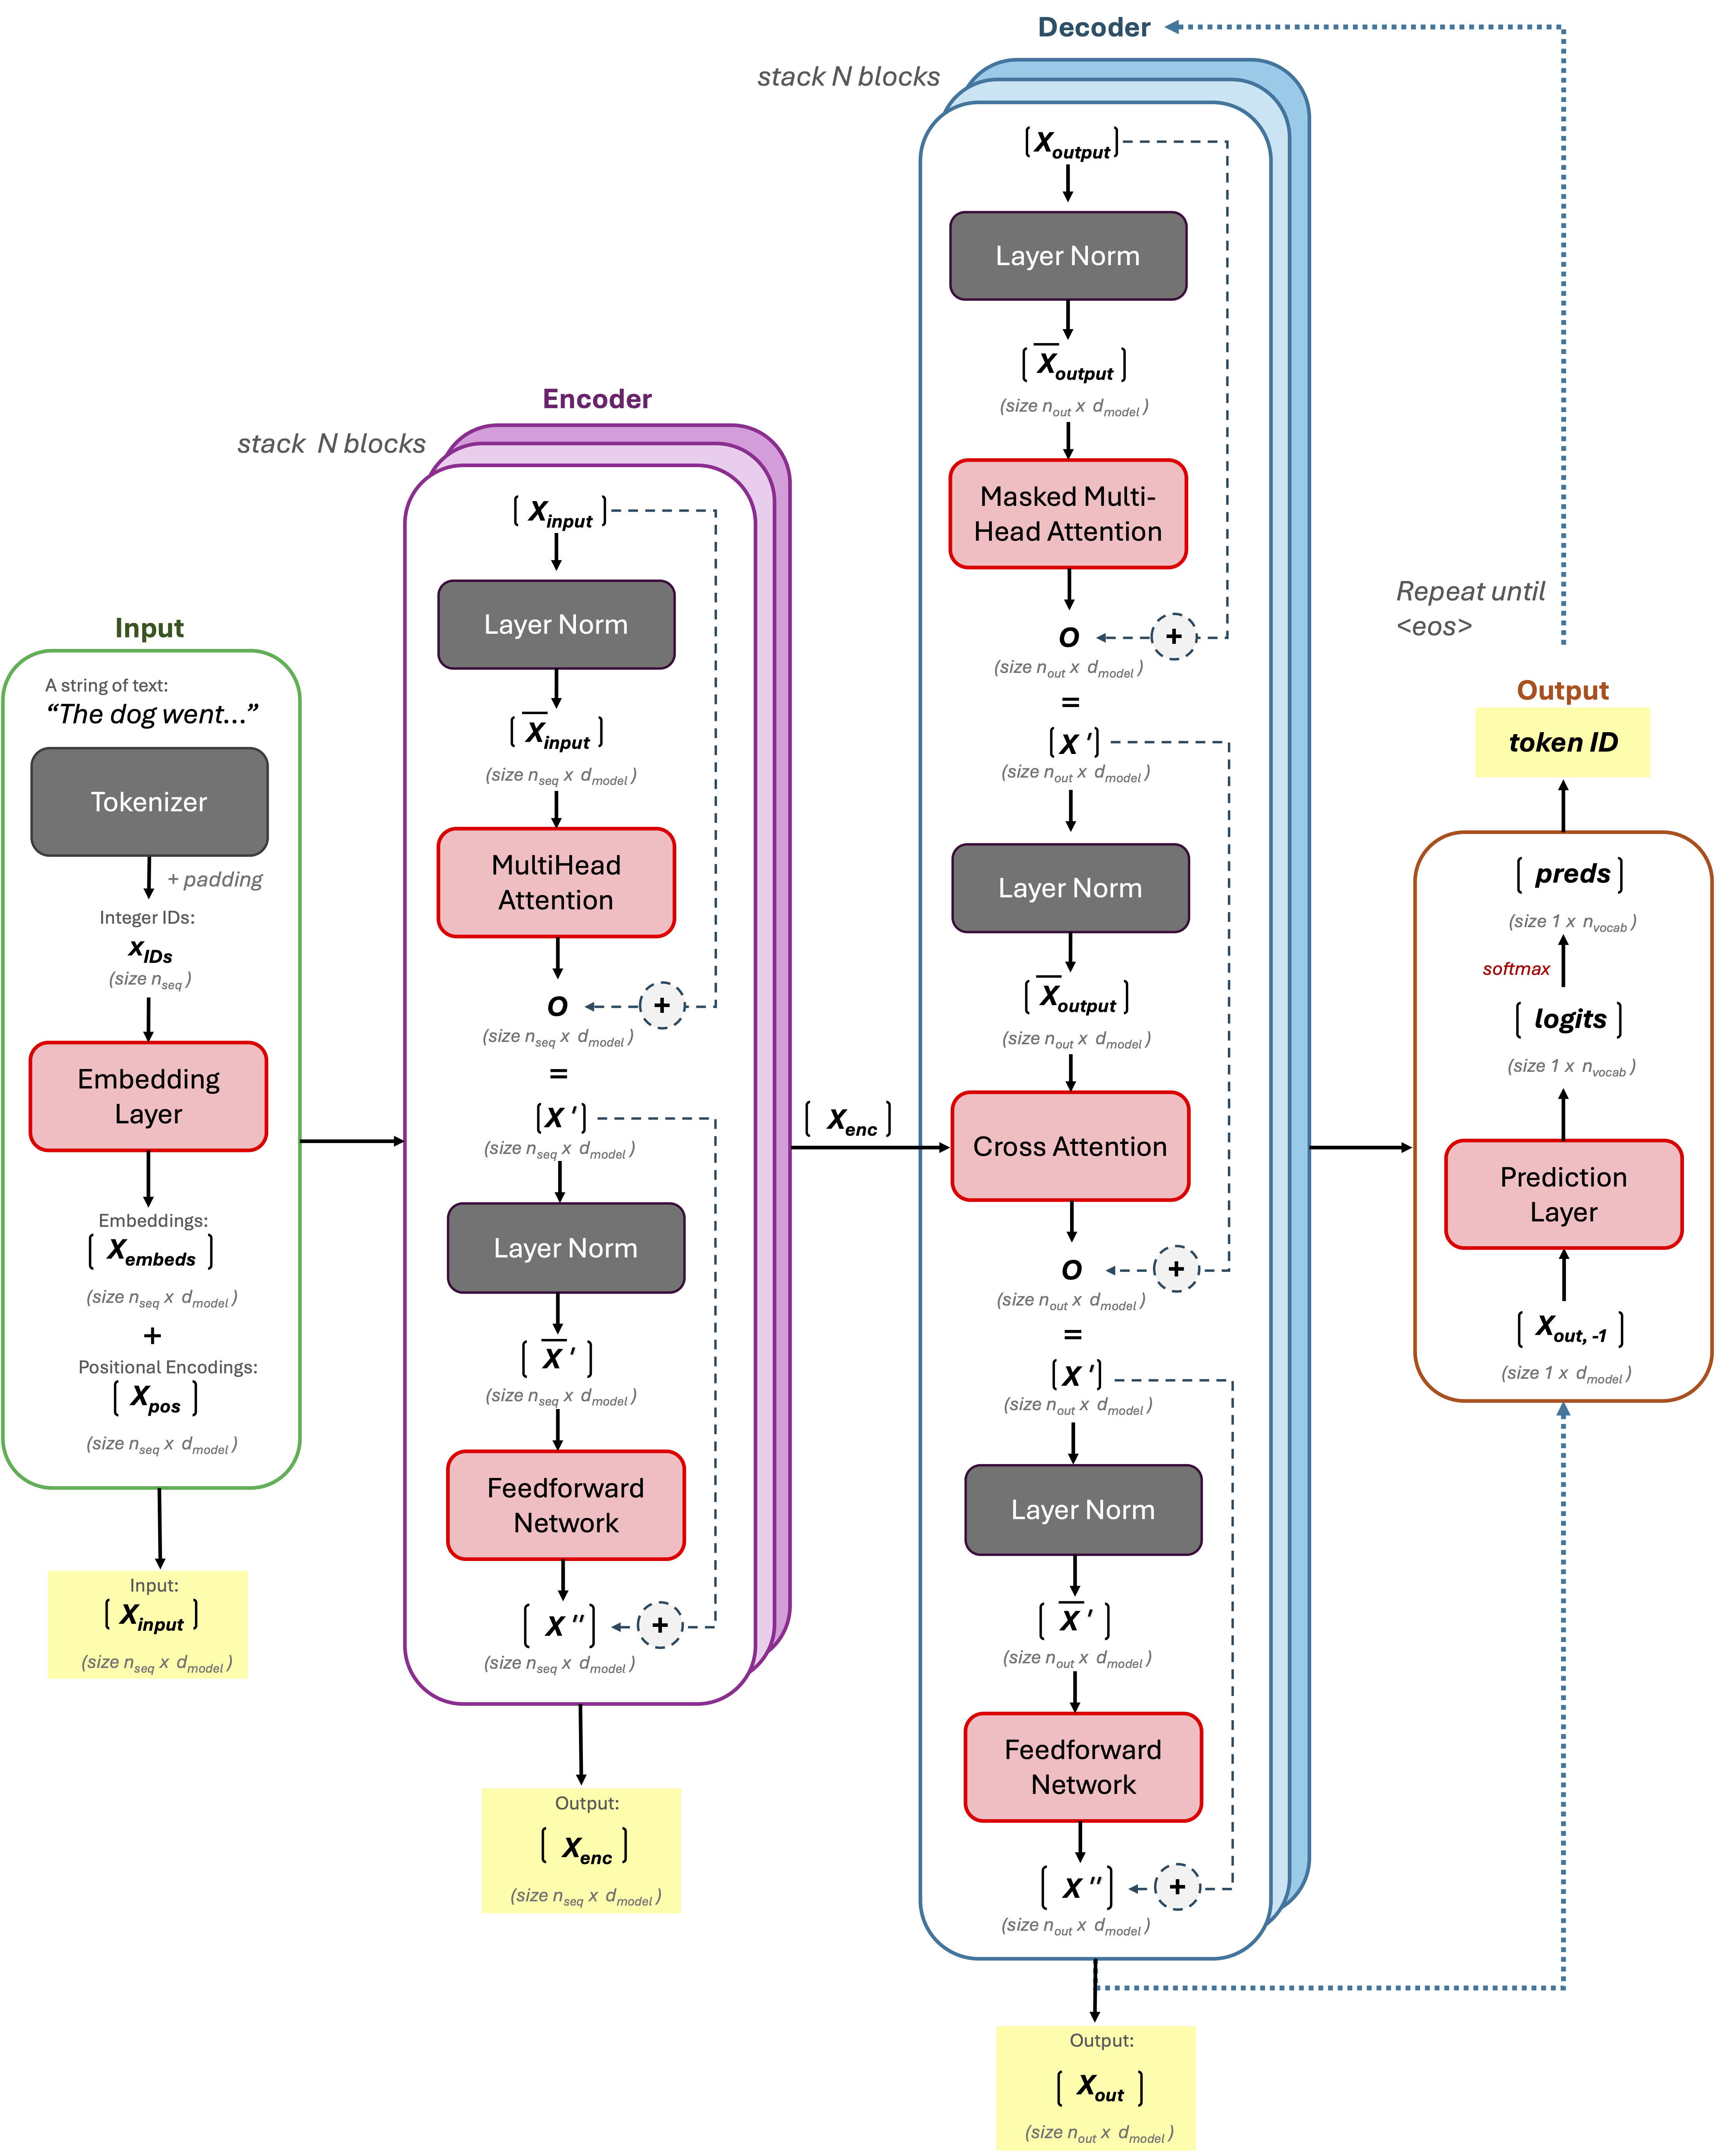 Input
A string of text:
“The dog went...”
Tokenizer
+ padding
Integer IDs:
x_IDs
(size n_seq)
Embedding
Layer
Embeddings:
[ X_embeds ]
(size n_seq x d_model)
+
Positional Encodings:
[ X_pos ]
(size n_seq x d_model)
Input:
[ X_input ]
(size n_seq x d_model)
Encoder
stack N blocks
[ X_input ]
Layer Norm
[ X̅_input ]
(size n_seq x d_model)
MultiHead
Attention
O
+
(size n_seq x d_model)
=
[X ′]
(size n_seq x d_model)
Layer Norm
[ X̅ ′ ]
(size n_seq x d_model)
Feedforward
Network
[ X ′′ ]
+
(size n_seq x d_model)
Output:
[ X_enc ]
(size n_seq x d_model)
[ X_enc ]
Decoder
stack N blocks
[X_output]
Layer Norm
[ X̅_output ]
(size n_out x d_model)
Masked Multi-
Head Attention
O
+
(size n_out x d_model)
=
[X ′]
(size n_out x d_model)
Layer Norm
[ X̅_output ]
(size n_out x d_model)
Cross Attention
O
+
(size n_out x d_model)
=
[X ′]
(size n_out x d_model)
Layer Norm
[ X̅ ′ ]
(size n_out x d_model)
Feedforward
Network
[ X ′′ ]
+
(size n_out x d_model)
Output:
[ X_out ]
(size n_out x d_model)
Repeat until
<eos>
Output
token ID
[ preds ]
(size 1 x n_vocab)
softmax
[ logits ]
(size 1 x n_vocab)
Prediction
Layer
[ X_out, -1 ]
(size 1 x d_model)